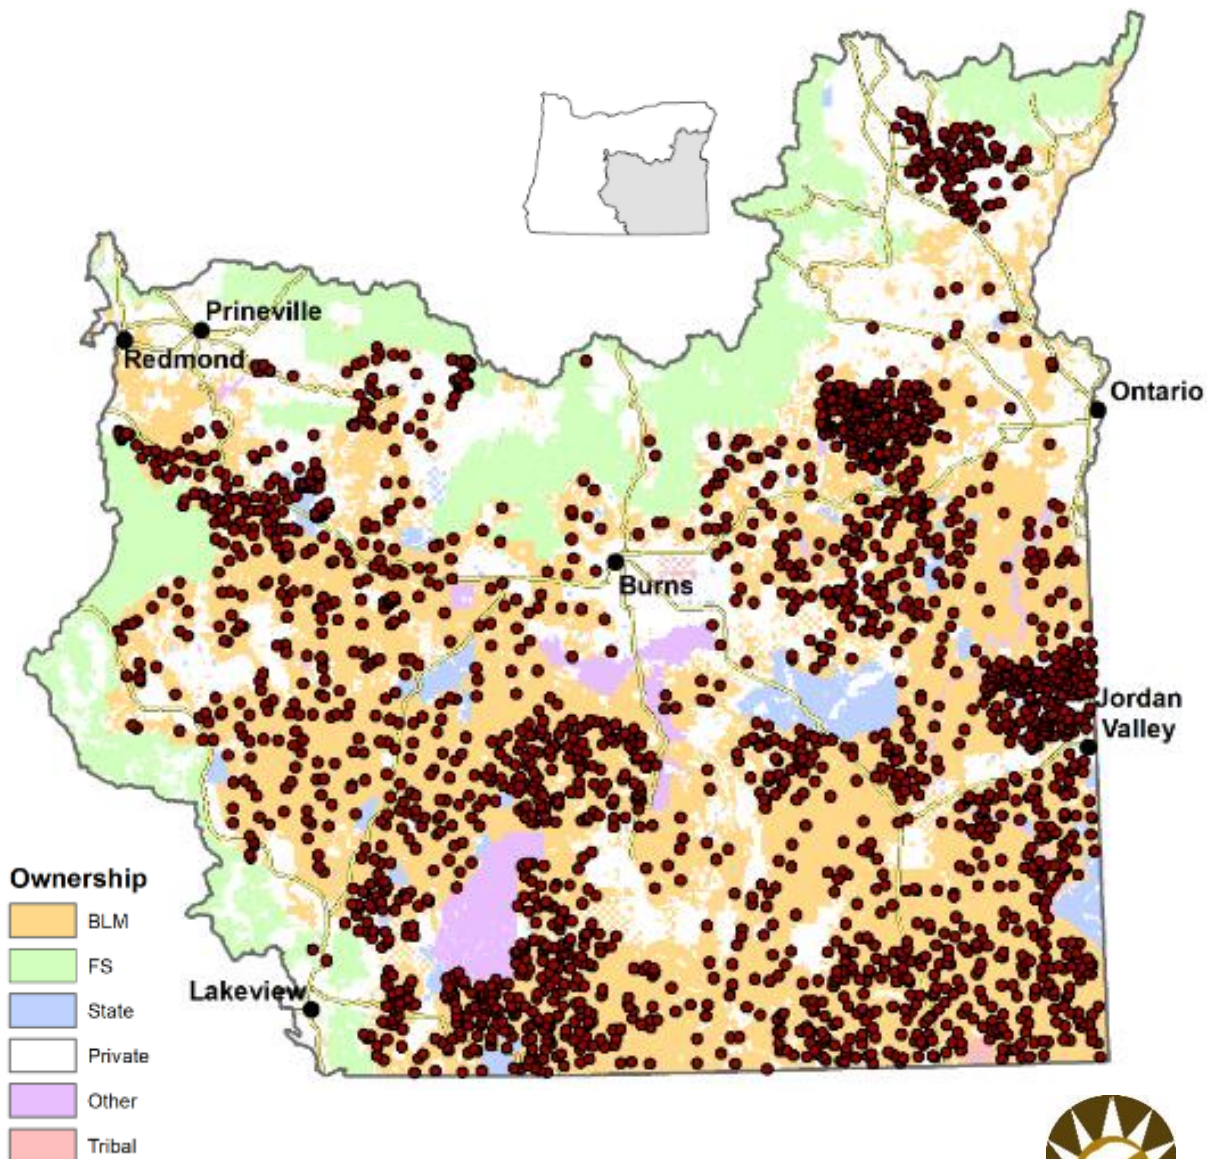 Prineville
Redmond
Ontario
Burns
Jordan
Valley
Lakeview
Ownership
BLM
FS
State
Private
Other
Tribal